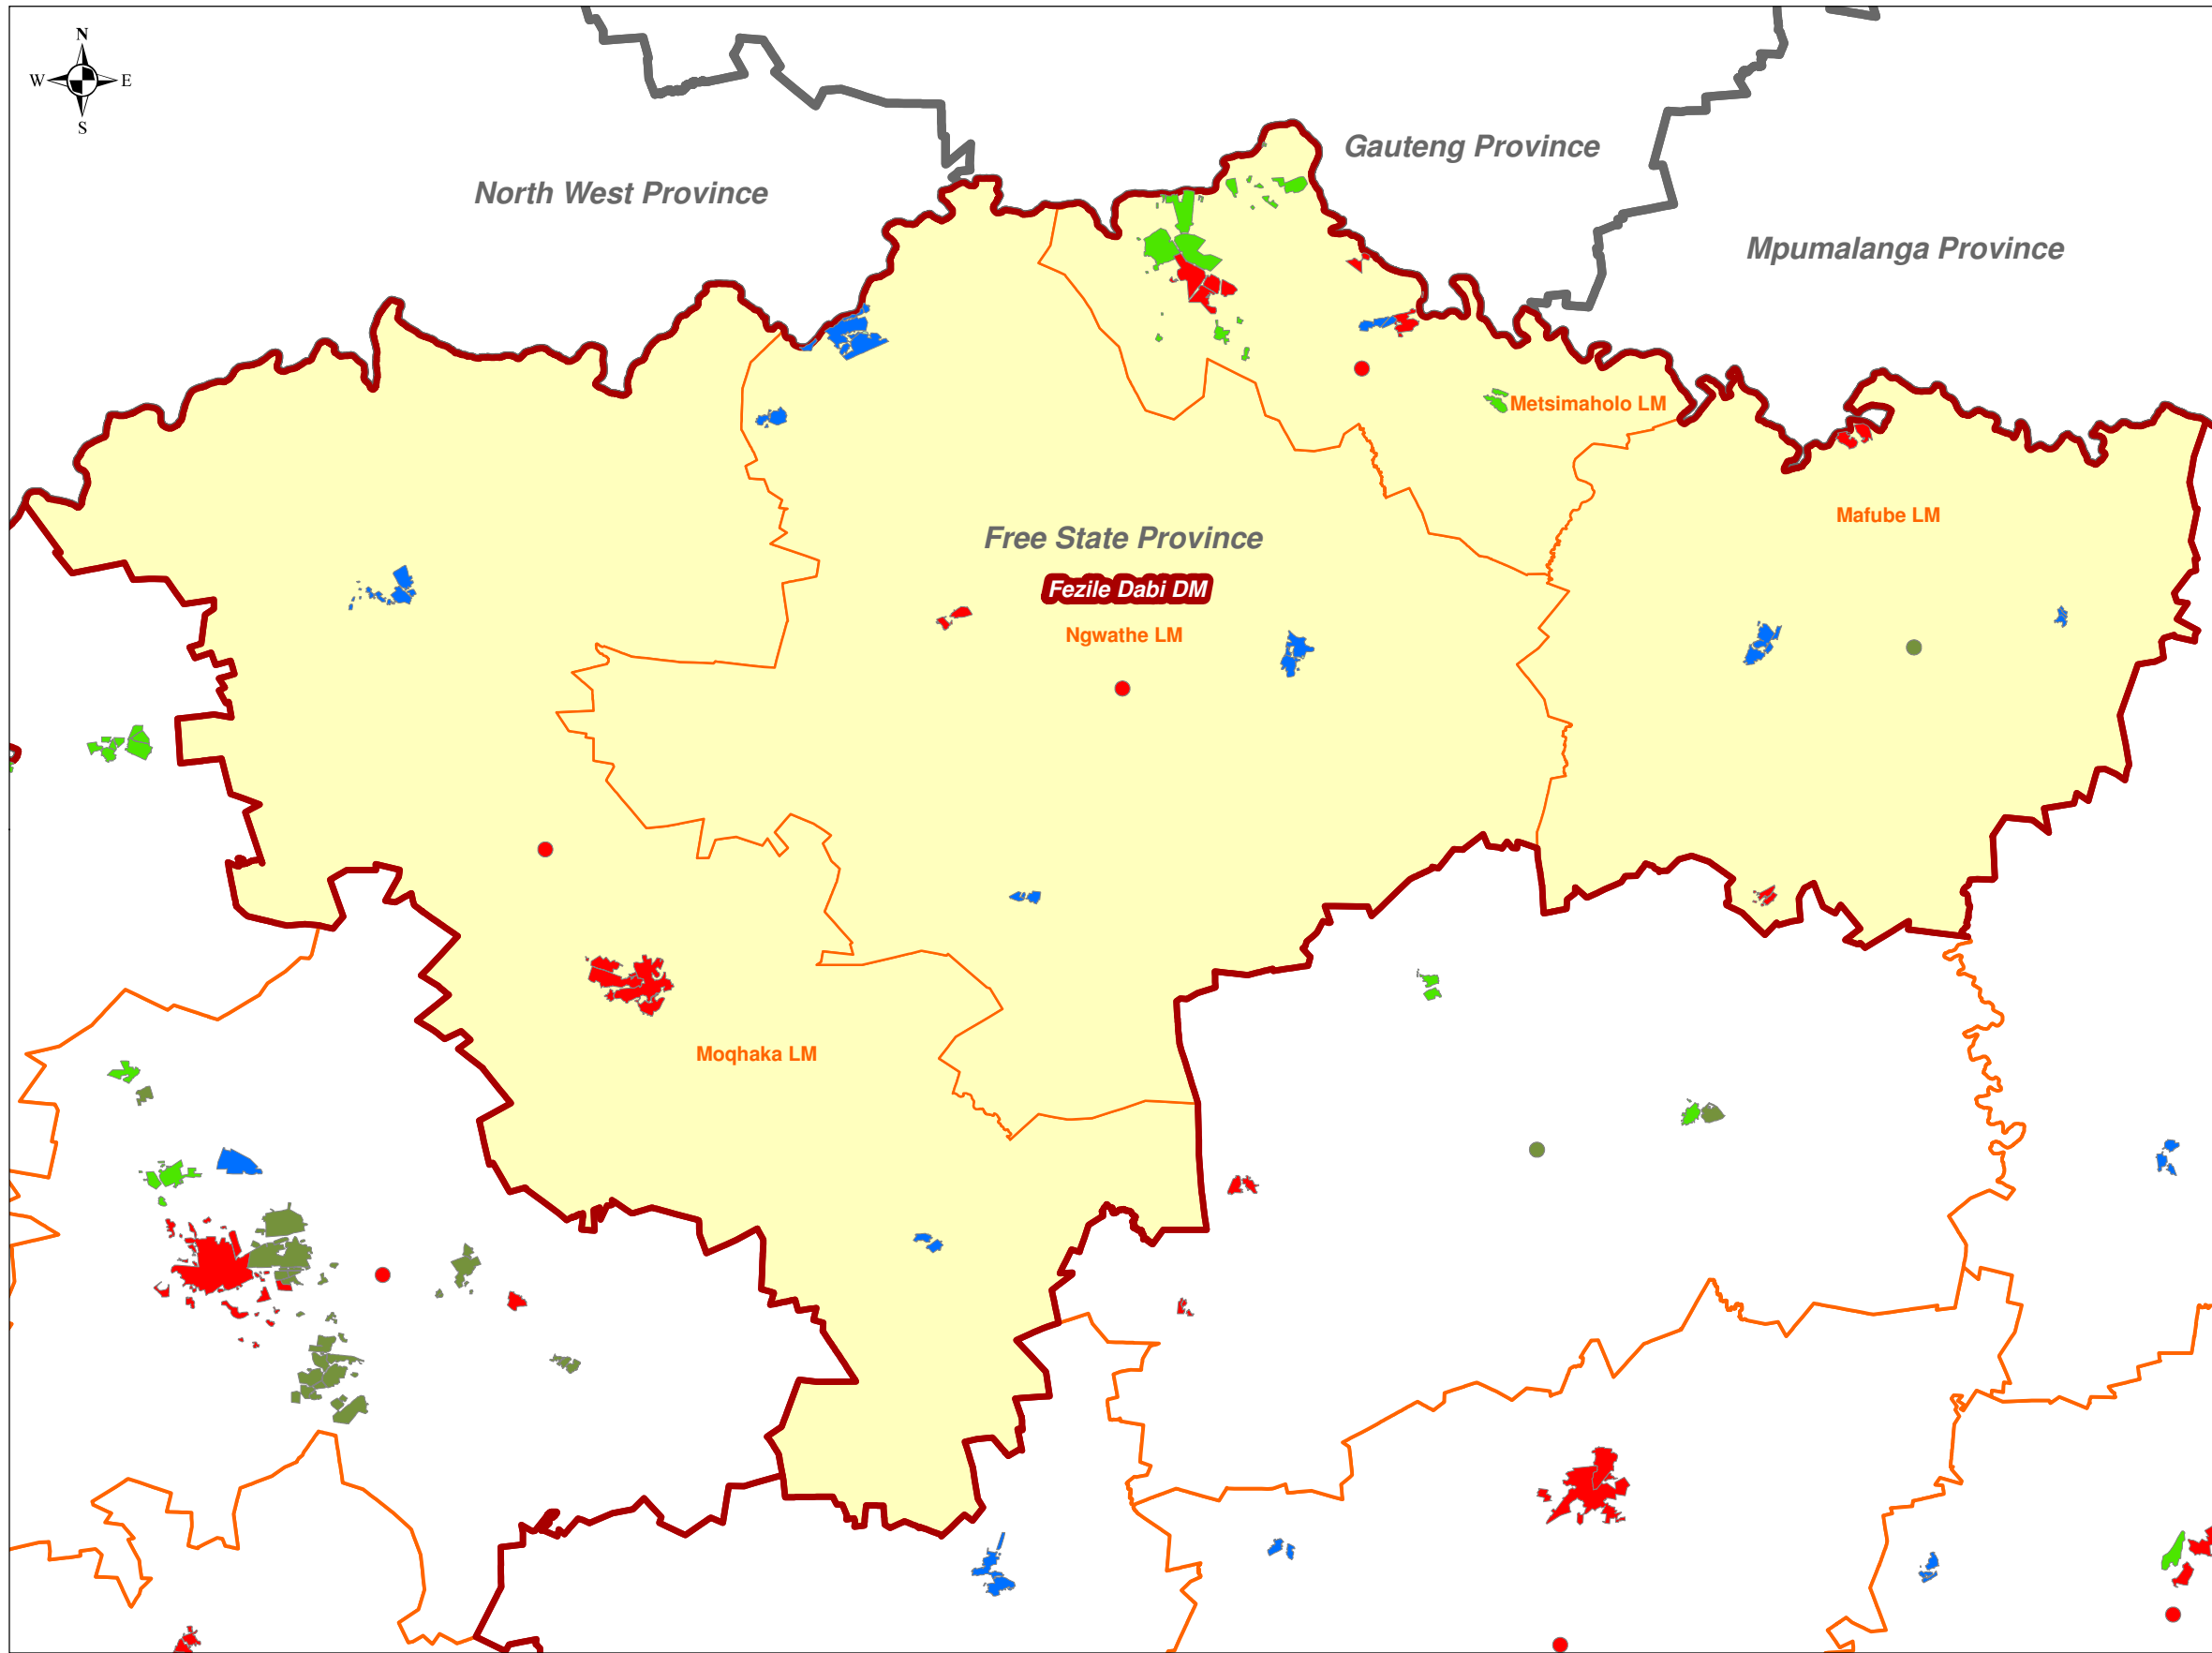 N
W E
S
Gauteng Province
North West Province
Mpumalanga Province
Metsimaholo LM
Mafube LM
Free State Province
Fezile Dabi DM
Ngwathe LM
Moqhaka LM